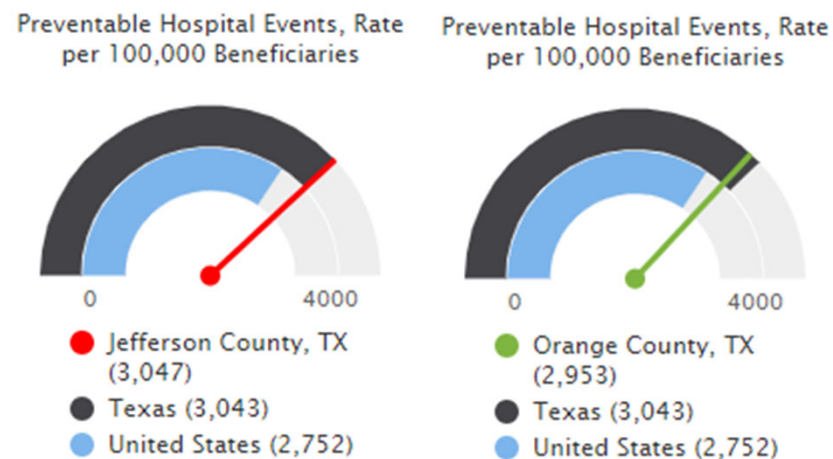 Preventable Hospital Events, Rate
per 100,000 Beneficiaries
0
4000
Jefferson County, TX
(3,047)
Texas (3,043)
United States (2,752)
Preventable Hospital Events, Rate
per 100,000 Beneficiaries
0
4000
Orange County, TX
(2,953)
Texas (3,043)
United States (2,752)